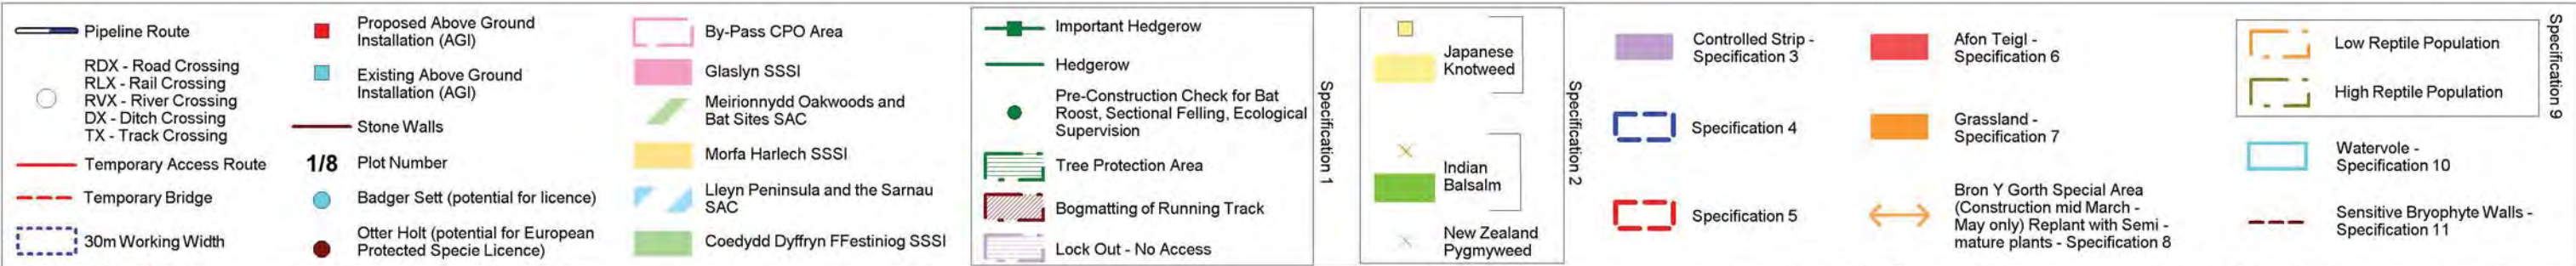 Pipeline Route
RDX - Road Crossing
RLX - Rail Crossing
RVX - River Crossing
DX - Ditch Crossing
TX - Track Crossing
Temporary Access Route
Temporary Bridge
30m Working Width
Proposed Above Ground
Installation (AGI)
Existing Above Ground
Installation (AGI)
Stone Walls
1/8 Plot Number
Badger Sett (potential for licence)
Otter Holt (potential for European
Protected Specie Licence)
By-Pass CPO Area
Glaslyn SSSI
Meirionnydd Oakwoods and
Bat Sites SAC
Morfa Harlech SSSI
Lleyn Peninsula and the Sarnau
SAC
Coedydd Dyffryn FFestiniog SSSI
Important Hedgerow
Hedgerow
Pre-Construction Check for Bat
Roost, Sectional Felling, Ecological
Supervision
Tree Protection Area
Bogmatting of Running Track
Lock Out - No Access
Specification 1
Japanese
Knotweed
Indian
Balsalm
New Zealand
Pygmyweed
Specification 2
Controlled Strip -
Specification 3
Specification 4
Specification 5
Afon Teigl -
Specification 6
Grassland -
Specification 7
Bron Y Gorth Special Area
(Construction mid March -
May only) Replant with Semi -
mature plants - Specification 8
Low Reptile Population
High Reptile Population
Specification 9
Watervole -
Specification 10
Sensitive Bryophyte Walls -
Specification 11